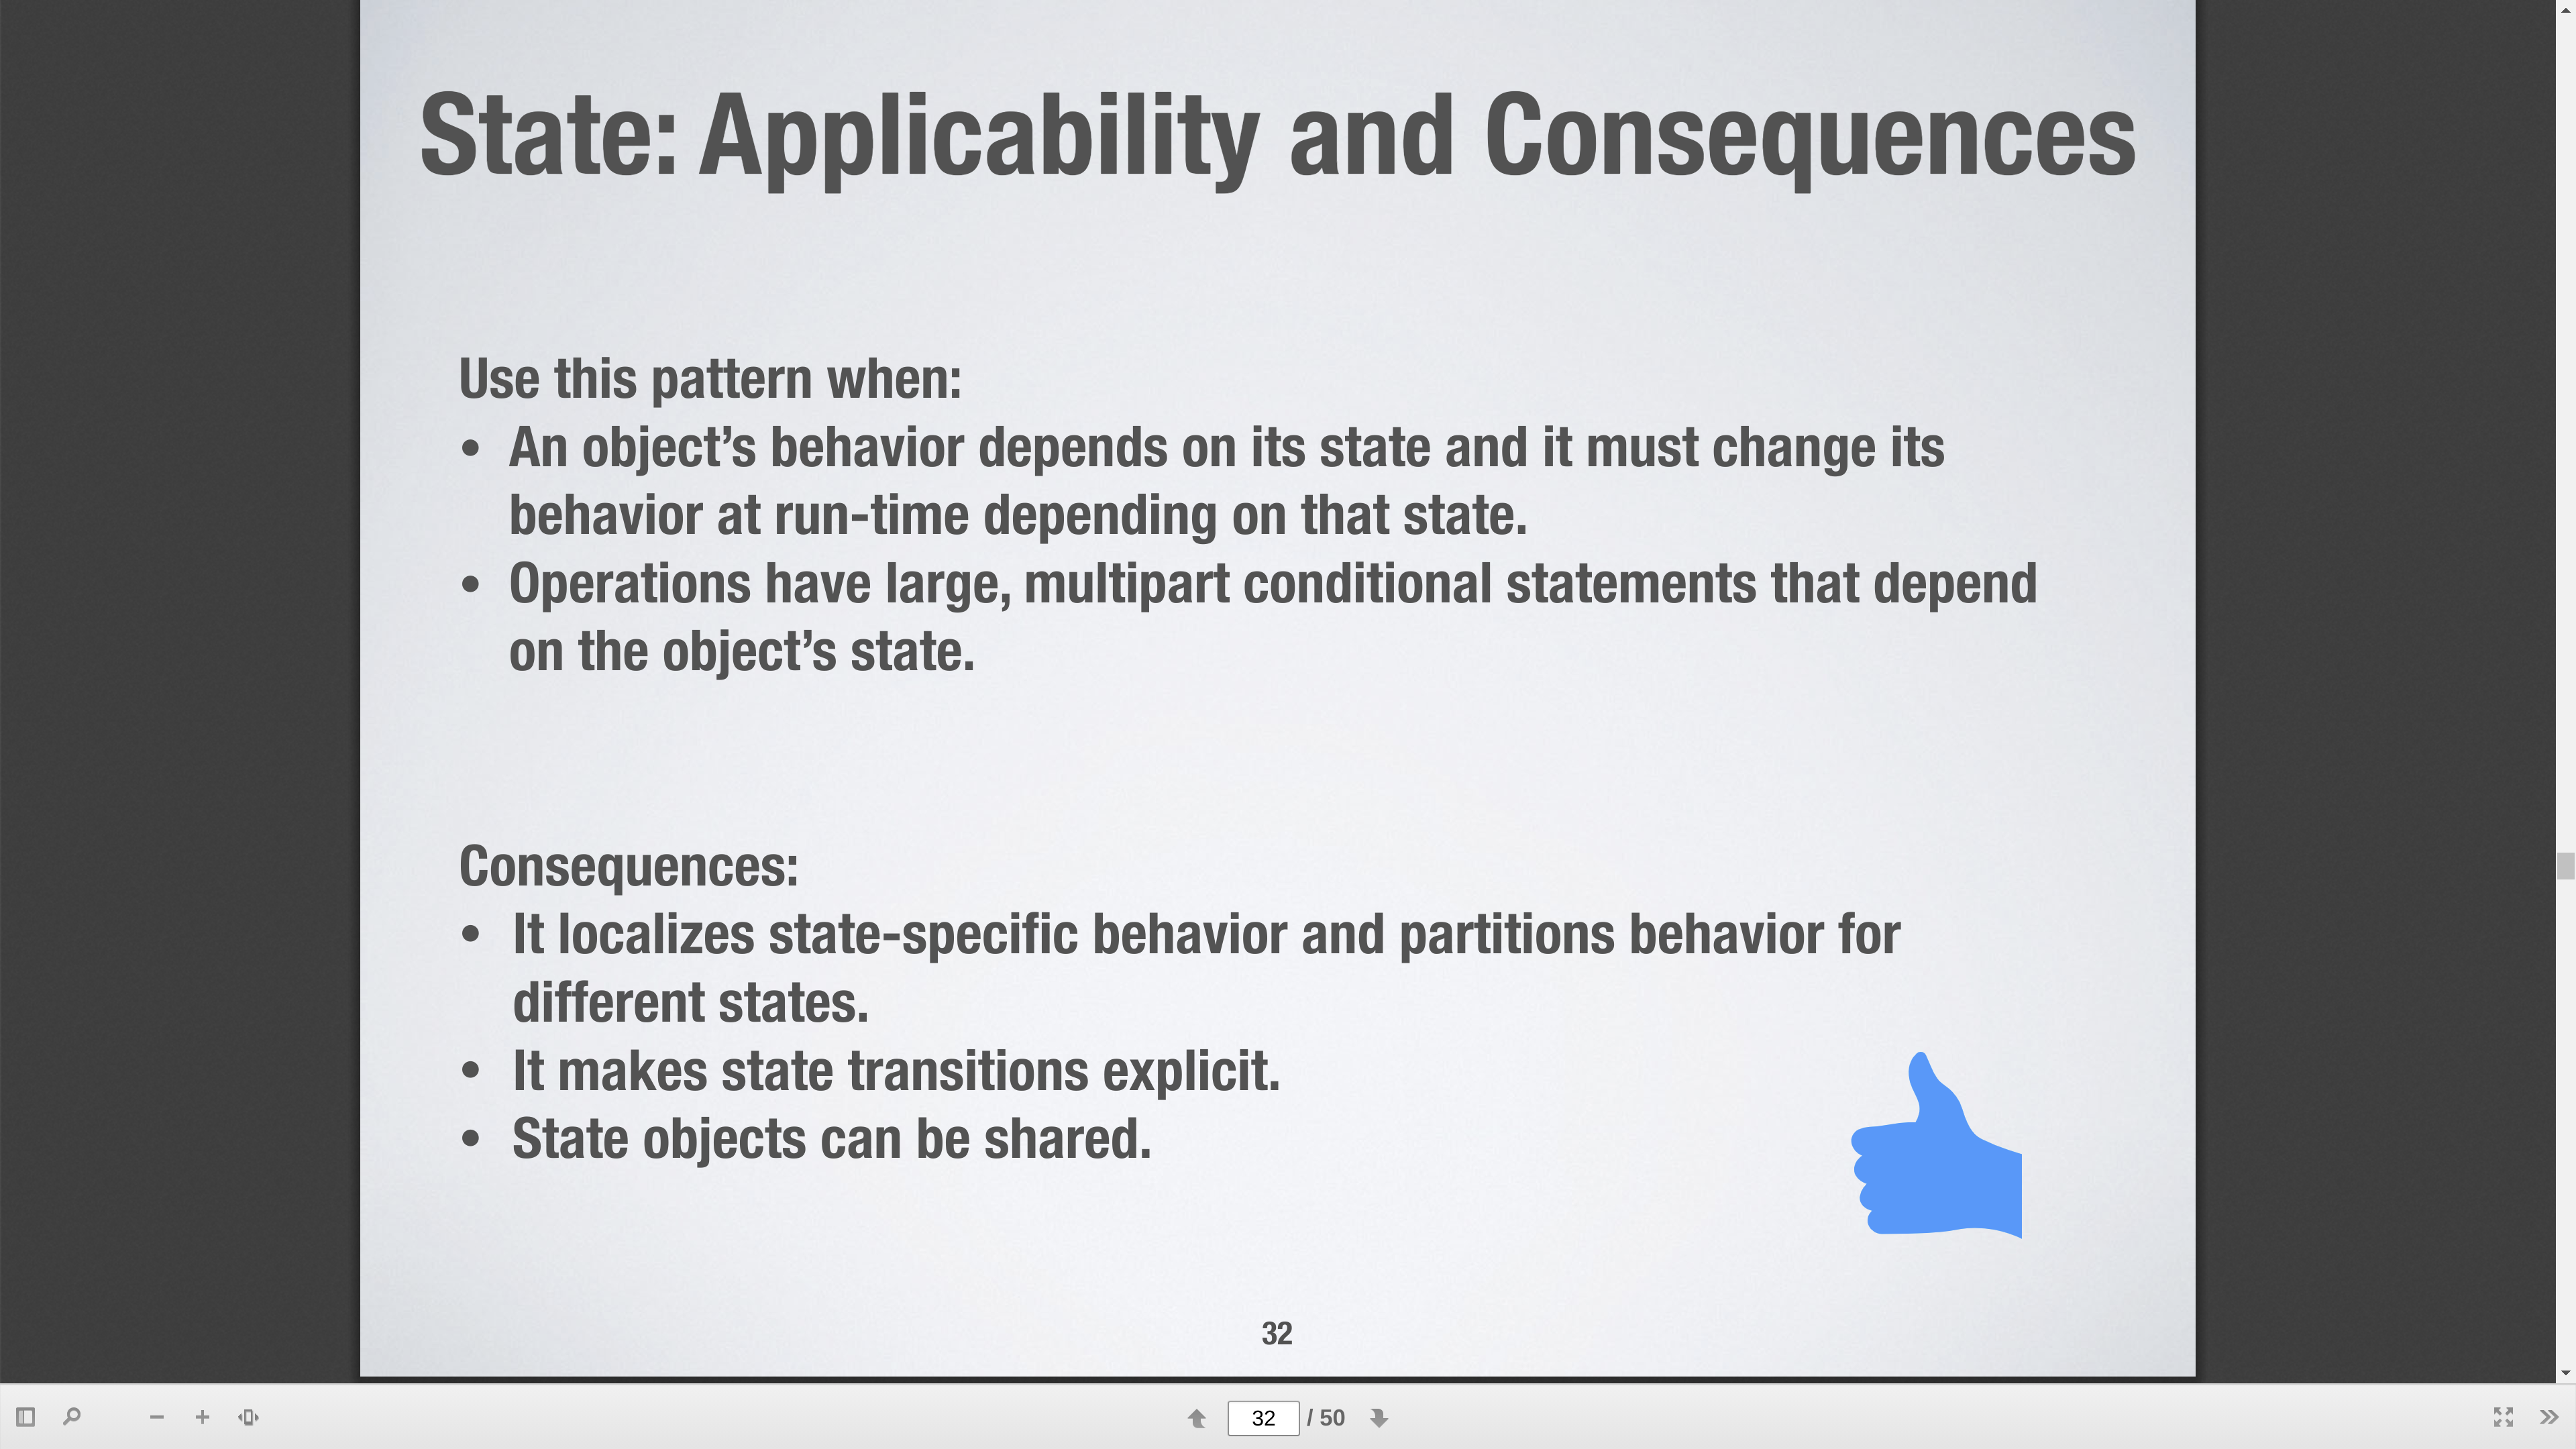 State: Applicability and Consequences
Use this pattern when:
• An object’s behavior depends on its state and it must change its
behavior at run-time depending on that state.
• Operations have large, multipart conditional statements that depend
on the object’s state.
Consequences:
• It localizes state-specific behavior and partitions behavior for
different states.
• It makes state transitions explicit.
• State objects can be shared.
32
32 / 50